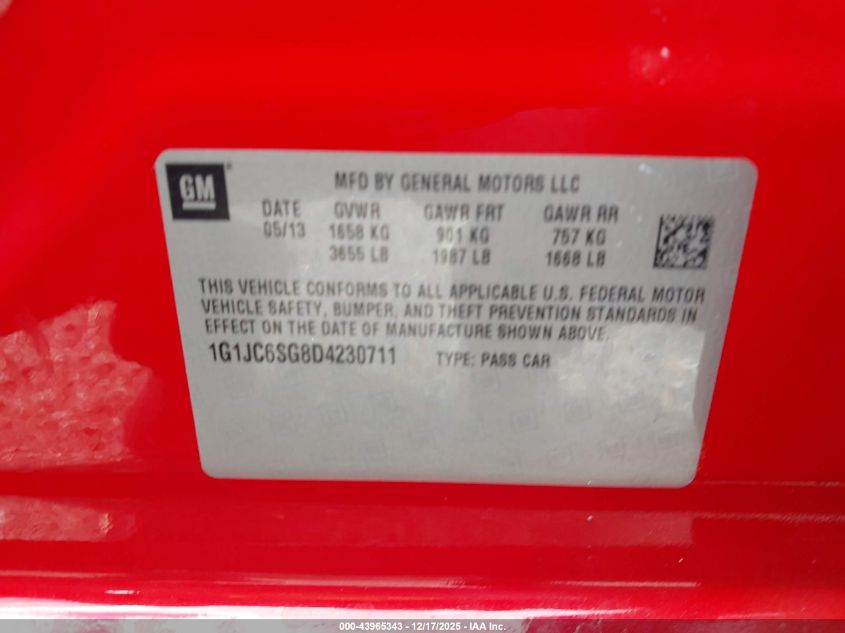 GM
MFD BY GENERAL MOTORS LLC
DATE GVWR GAWR FRT GAWR RR
05/13 1658 KG 901 KG 757 KG
3655 LB 1987 LB 1668 LB
THIS VEHICLE CONFORMS TO ALL APPLICABLE U.S. FEDERAL MOTOR
VEHICLE SAFETY, BUMPER, AND THEFT PREVENTION STANDARDS IN
EFFECT ON THE DATE OF MANUFACTURE SHOWN ABOVE.
1G1JC6SG8D4230711 TYPE: PASS CAR
000-43965343 - 12/17/2025 - IAA Inc.